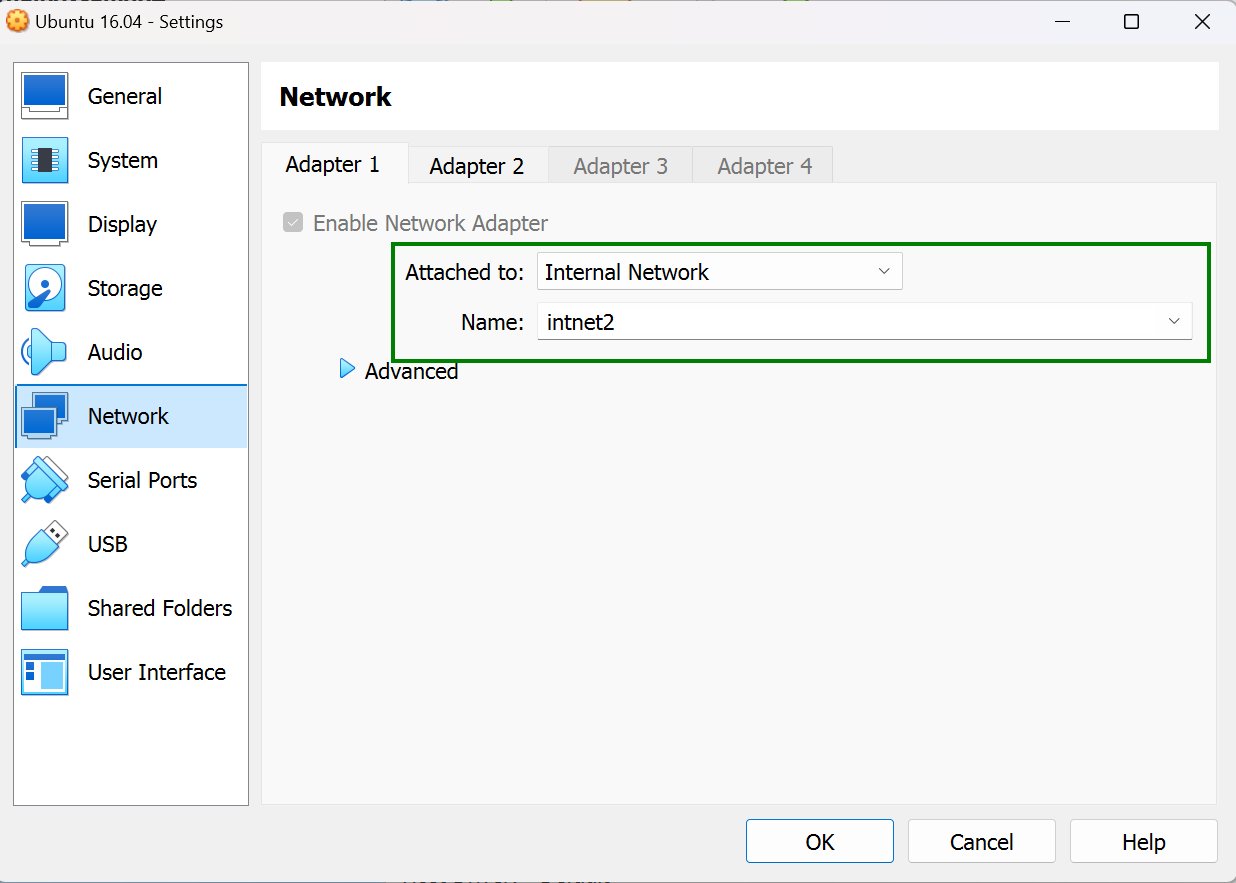 Ubuntu 16.04 - Settings
General
System
Display
Storage
Audio
Network
Serial Ports
USB
Shared Folders
User Interface
Network
Adapter 1 Adapter 2 Adapter 3 Adapter 4
Enable Network Adapter
Attached to: Internal Network
Name: intnet2
Advanced
OK Cancel Help